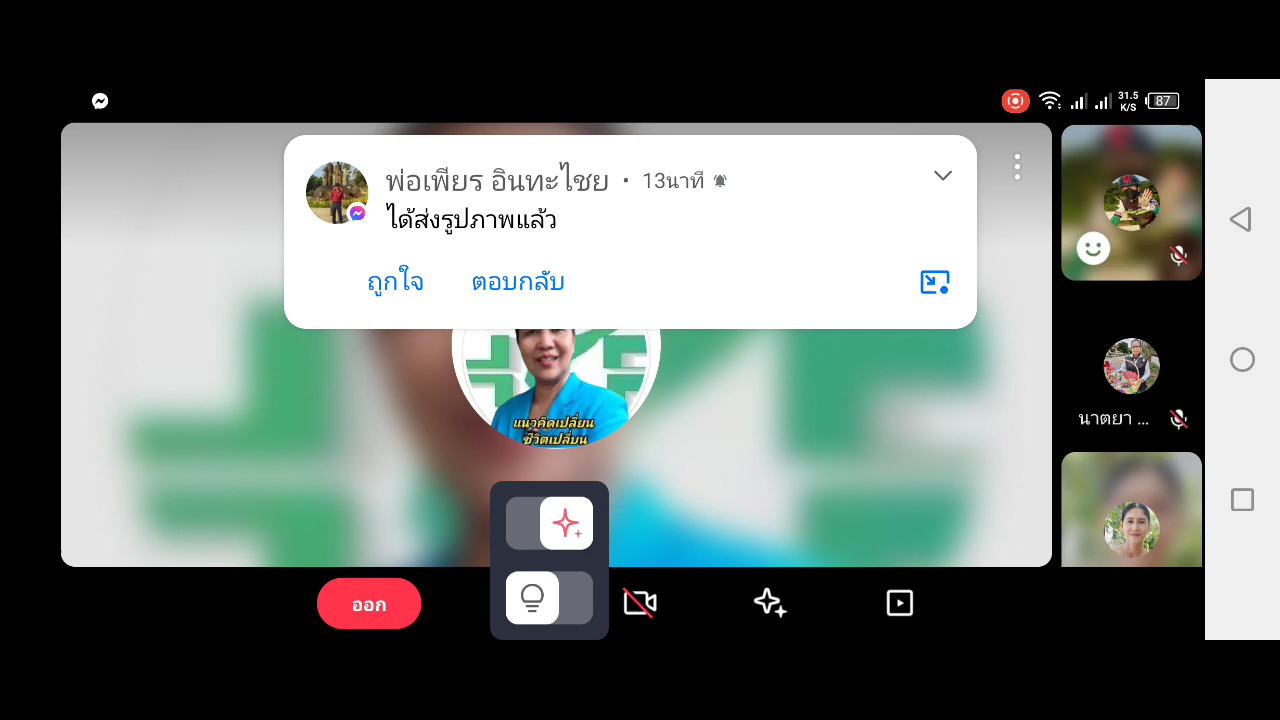 31.5
K/S
87
พ่อเพียร อินทะไชย • 13นาที
ได้ส่งรูปภาพแล้ว
ถูกใจ ตอบกลับ
แนวคิดเปลี่ยน
ชีวิตเปลี่ยน
นาตยา ...
ออก